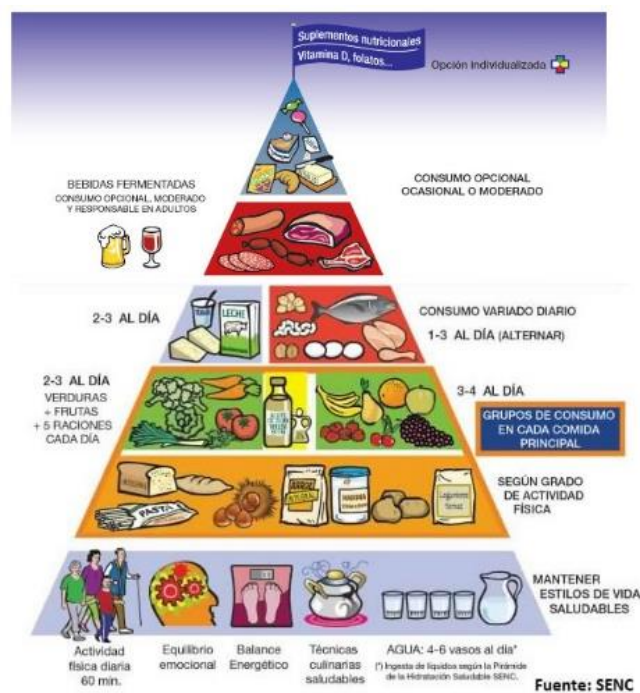 Suplementos nutricionales
Vitamina D, folatos...
Opción individualizada
BEBIDAS FERMENTADAS
CONSUMO OPCIONAL, MODERADO
Y RESPONSABLE EN ADULTOS
CONSUMO OPCIONAL
OCASIONAL O MODERADO
2-3 AL DÍA
LECHE
CONSUMO VARIADO DIARIO
1-3 AL DÍA (ALTERNAR)
2-3 AL DÍA
VERDURAS
+ FRUTAS
+ 5 RACIONES
CADA DÍA
3-4 AL DÍA
GRUPOS DE CONSUMO
EN CADA COMIDA
PRINCIPAL
PASTA
INTEGRAL
HARINA
Legumbres
tiernas
SEGÚN GRADO
DE ACTIVIDAD
FÍSICA
MANTENER
ESTILOS DE VIDA
SALUDABLES
Actividad
física diaria
60 min.
Equilibrio
emocional
Balance
Energético
Técnicas
culinarias
saludables
AGUA: 4-6 vasos al día*
(*) Ingesta de líquidos según la Pirámide
de la Hidratación Saludable SENC.
Fuente: SENC